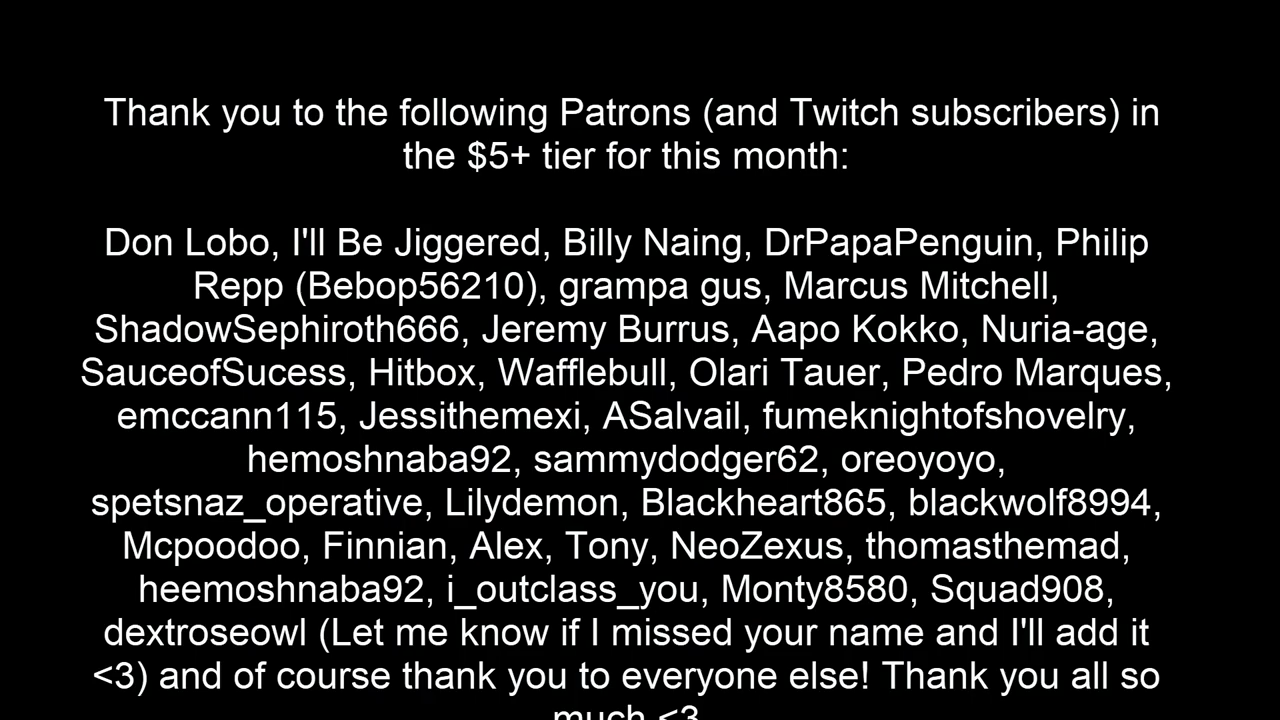 Thank you to the following Patrons (and Twitch subscribers) in
the $5+ tier for this month:
Don Lobo, I'll Be Jiggered, Billy Naing, DrPapaPenguin, Philip
Repp (Bebop56210), grampa gus, Marcus Mitchell,
ShadowSephiroth666, Jeremy Burrus, Aapo Kokko, Nuria-age,
SauceofSucess, Hitbox, Wafflebull, Olari Tauer, Pedro Marques,
emccann115, Jessithemexi, ASalvail, fumeknightofshovelry,
hemoshnaba92, sammydodger62, oreoyoyo,
spetsnaz_operative, Lilydemon, Blackheart865, blackwolf8994,
Mcpoodoo, Finnian, Alex, Tony, NeoZexus, thomasthemad,
heemoshnaba92, i_outclass_you, Monty8580, Squad908,
dextroseowl (Let me know if I missed your name and I'll add it
<3) and of course thank you to everyone else! Thank you all so
much <3